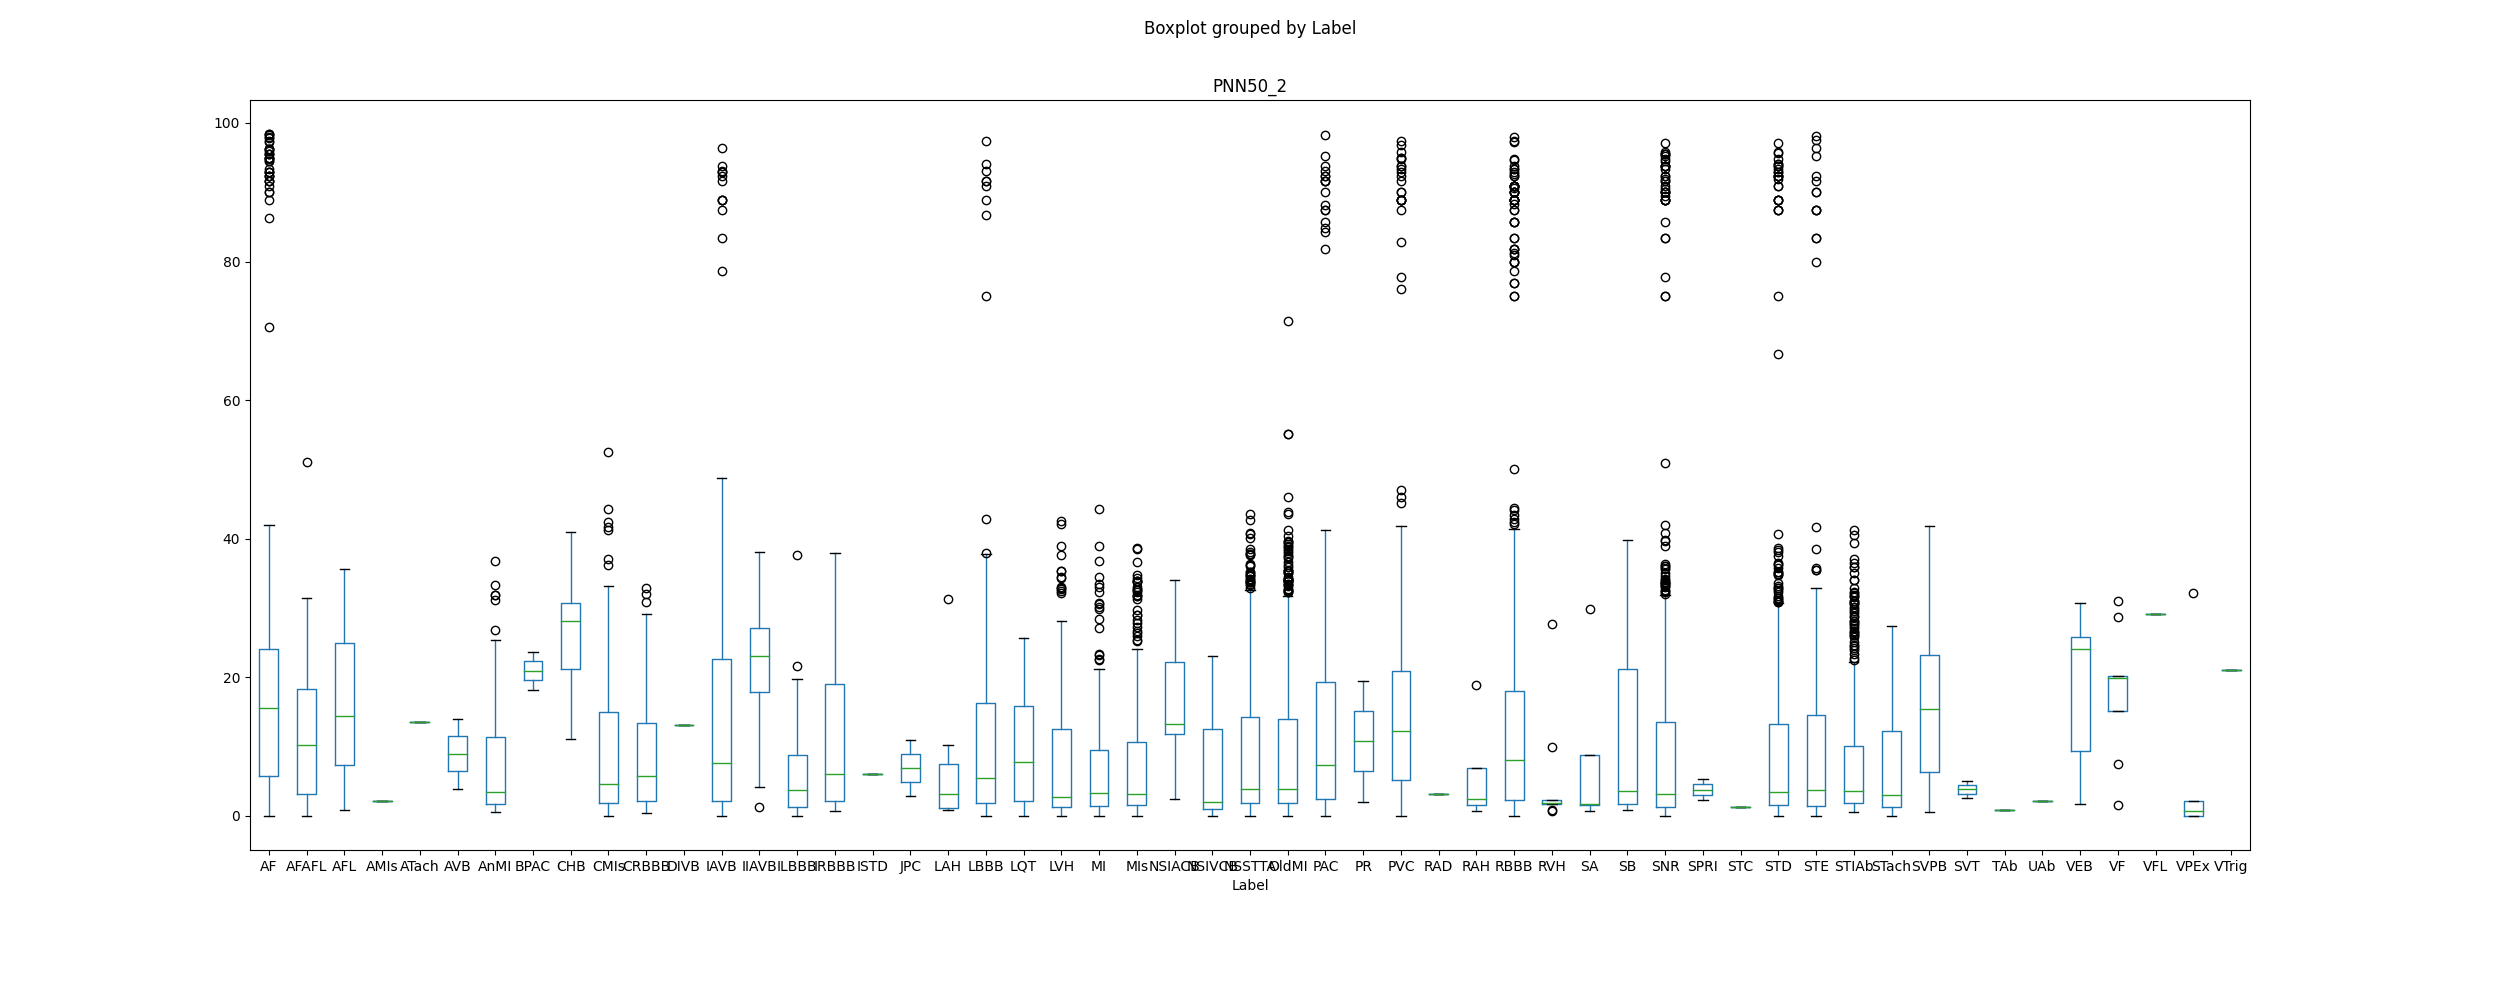 Boxplot grouped by Label
PNN50_2
100
80
60
40
20
0
AF AFAFL AFL AMIs ATach AVB AnMI BPAC CHB CMIs CRBBB DIVB IAVB IIAVB ILBBB IRBBB ISTD JPC LAH LBBB LQT LVH MI MIs NSIACB NSIVCB NSSTTA OldMI PAC PR PVC RAD RAH RBBB RVH SA SB SNR SPRI STC STD STE STIAb STach SVPB SVT TAb UAb VEB VF VFL VPEx VTrig
Label